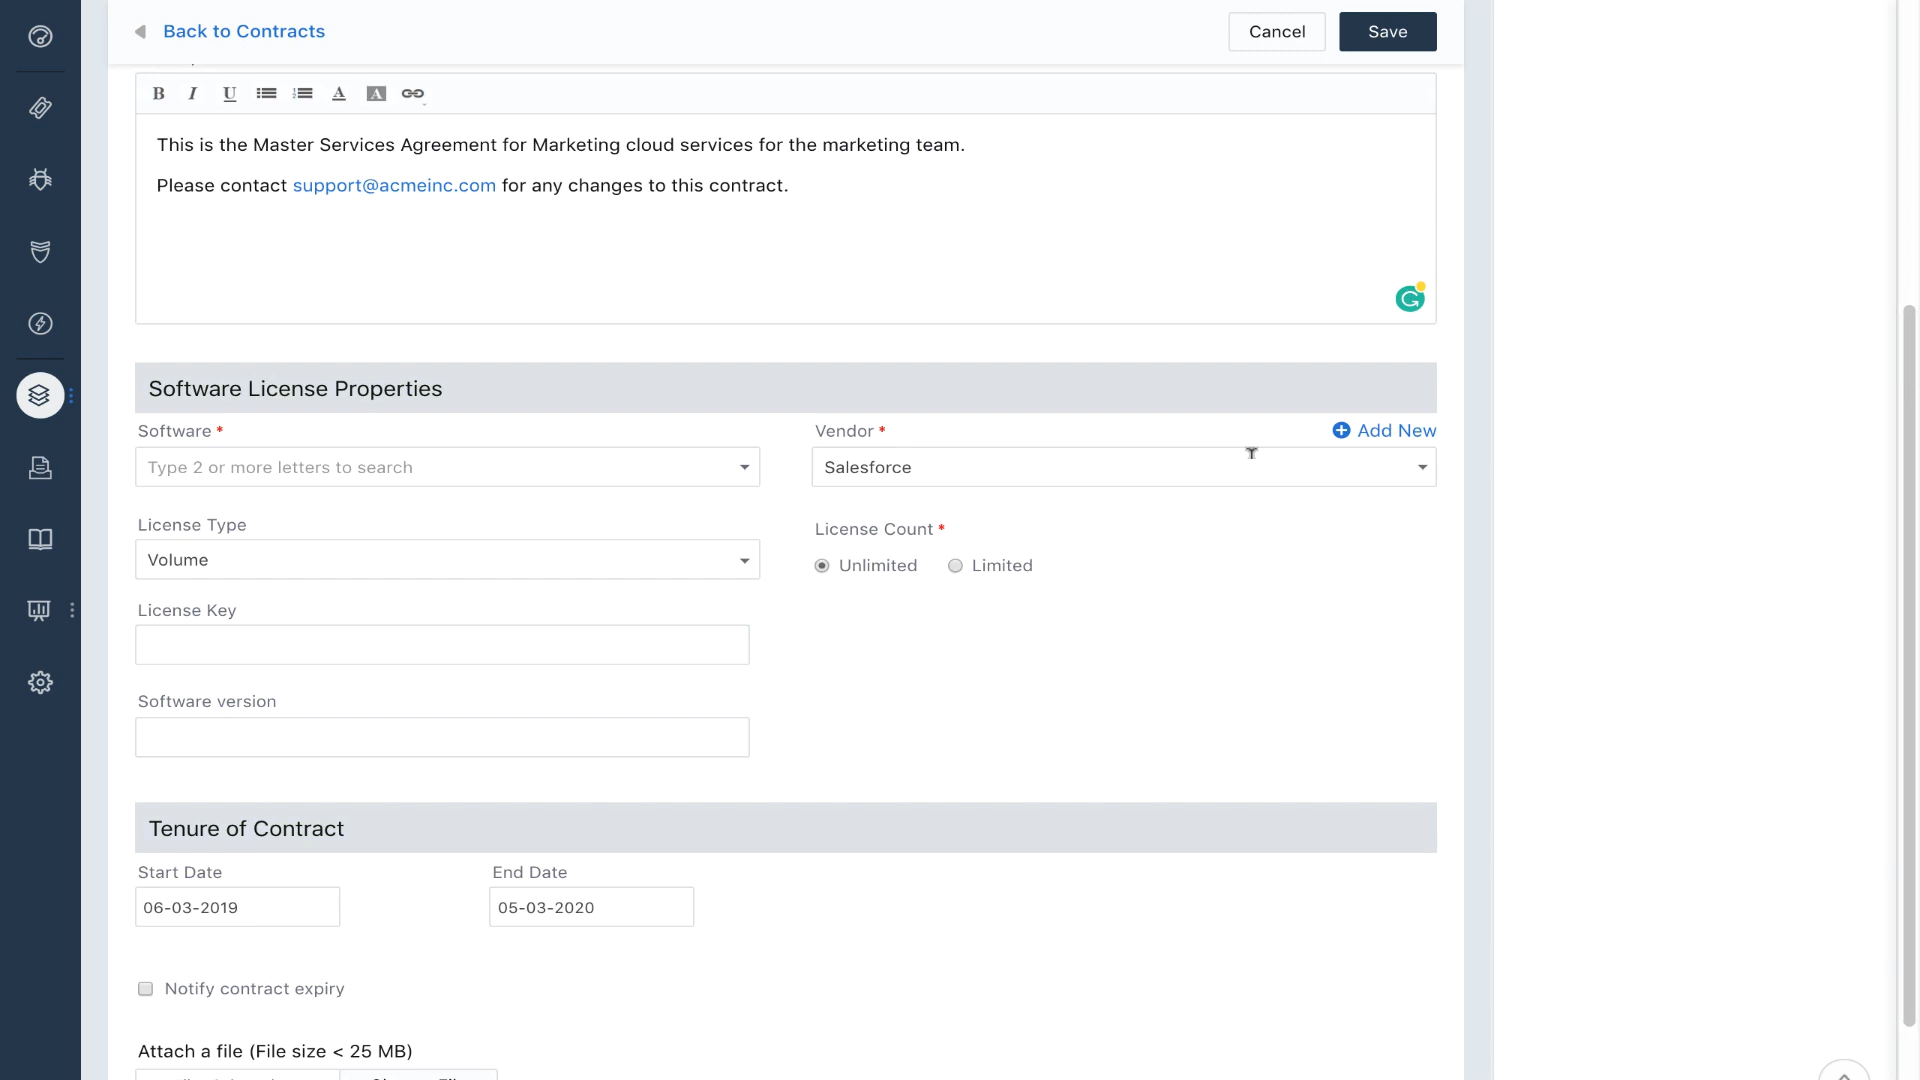 Back to Contracts
Cancel
Save
B I U A A
This is the Master Services Agreement for Marketing cloud services for the marketing team.
Please contact support@acmeinc.com for any changes to this contract.
Software License Properties
Software *
Vendor *
Add New
Type 2 or more letters to search
Salesforce
License Type
License Count *
Volume
Unlimited
Limited
License Key
Software version
Tenure of Contract
Start Date
End Date
06-03-2019
05-03-2020
Notify contract expiry
Attach a file (File size < 25 MB)